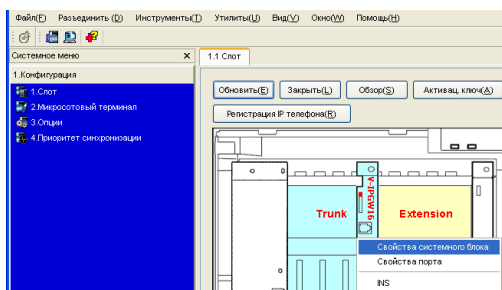 Файл(F) Разъединить (D) Инструменты(T) Утилиты(U) Вид(V) Окно(W) Помощь(H)
Системное меню
1.1 Слот
1.Конфигурация
1.Слот
2.Микросотовый терминал
3.Опции
4.Приоритет синхронизации
Обновить(E) Закрыть(L) Обзор(S) Активац. ключ(A)
Регистрация IP телефона(R)
V-IPGW16
Trunk
Extension
Свойства системного блока
Свойства порта
INS